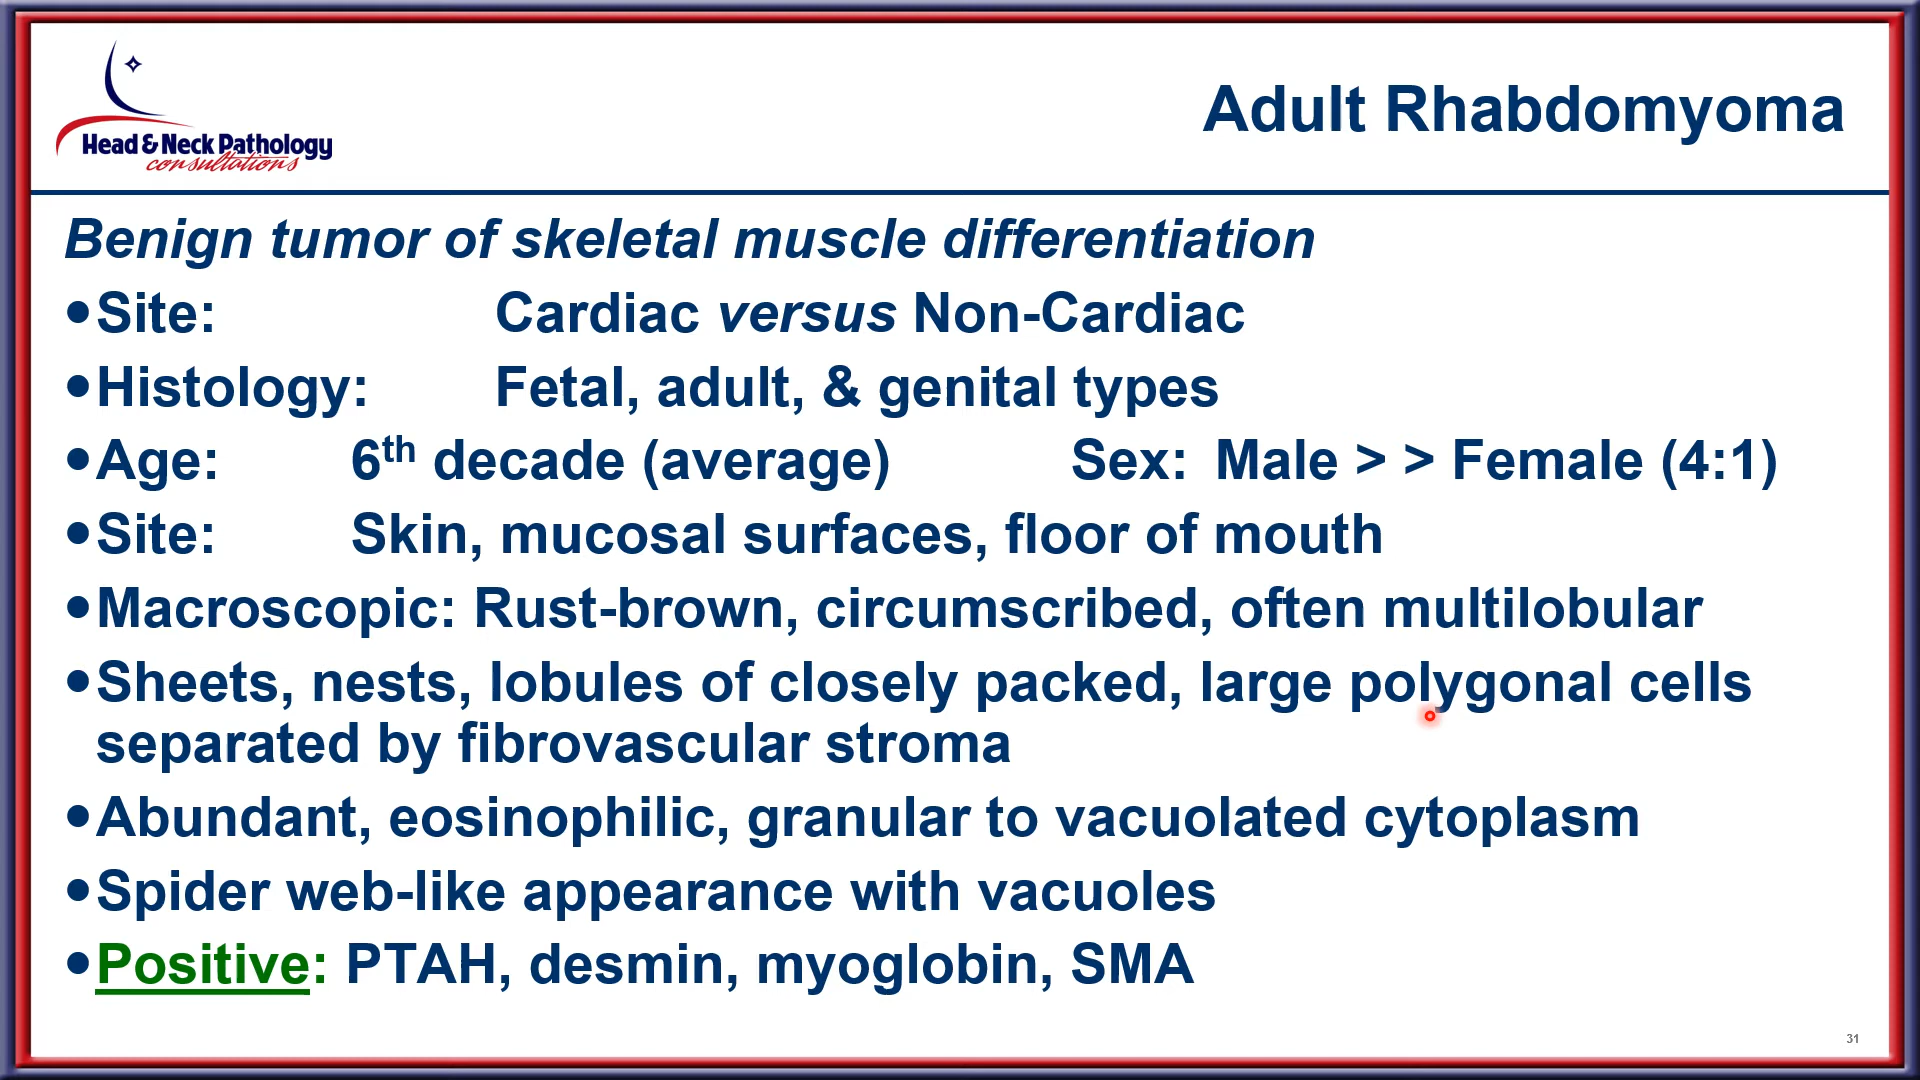 Head & Neck Pathology
consultations
Adult Rhabdomyoma
Benign tumor of skeletal muscle differentiation
• Site: Cardiac versus Non-Cardiac
• Histology: Fetal, adult, & genital types
• Age: 6th decade (average) Sex: Male > > Female (4:1)
• Site: Skin, mucosal surfaces, floor of mouth
• Macroscopic: Rust-brown, circumscribed, often multilobular
• Sheets, nests, lobules of closely packed, large polygonal cells
separated by fibrovascular stroma
• Abundant, eosinophilic, granular to vacuolated cytoplasm
• Spider web-like appearance with vacuoles
• Positive: PTAH, desmin, myoglobin, SMA
31